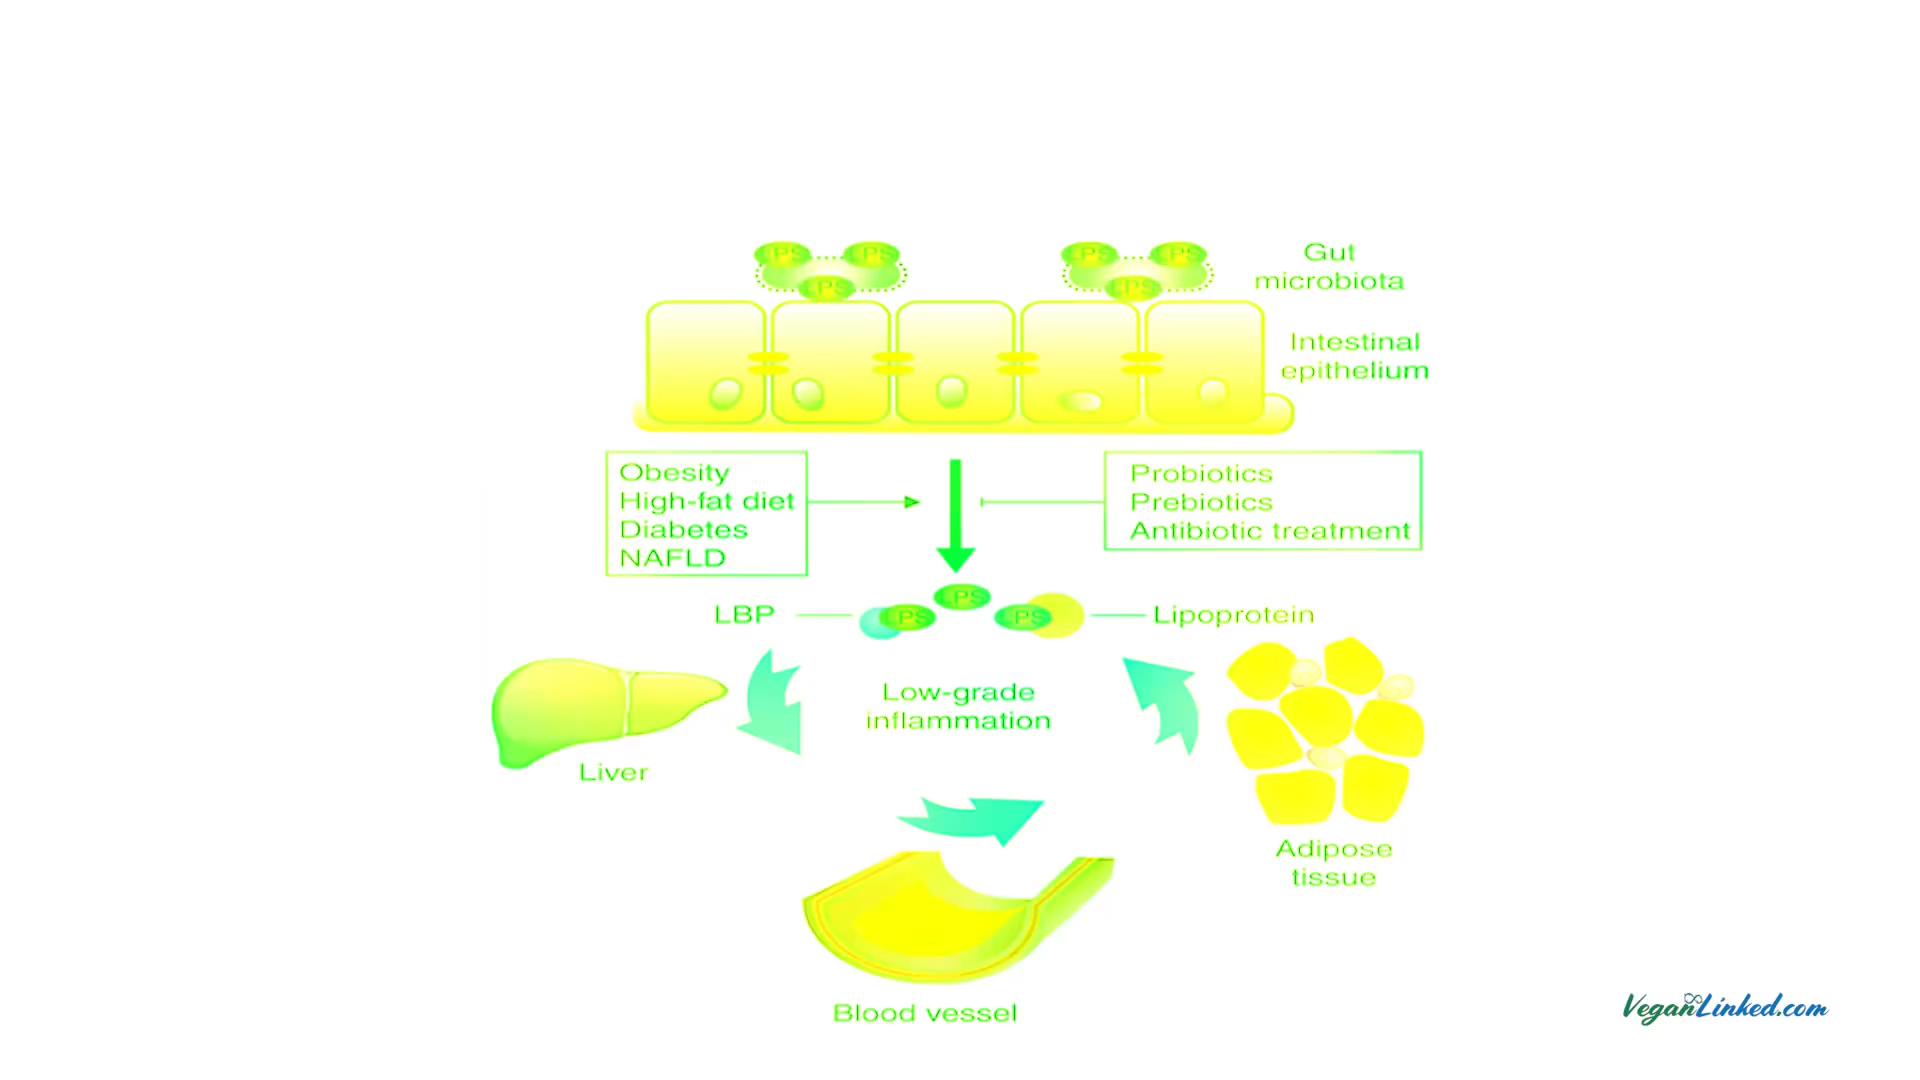 LPS LPS
LPS
LPS LPS
LPS
Gut
microbiota
Intestinal
epithelium
Obesity
High-fat diet
Diabetes
NAFLD
Probiotics
Prebiotics
Antibiotic treatment
LBP
LPS
LPS
LPS
Lipoprotein
Low-grade
inflammation
Liver
Adipose
tissue
Blood vessel
VeganLinked.com